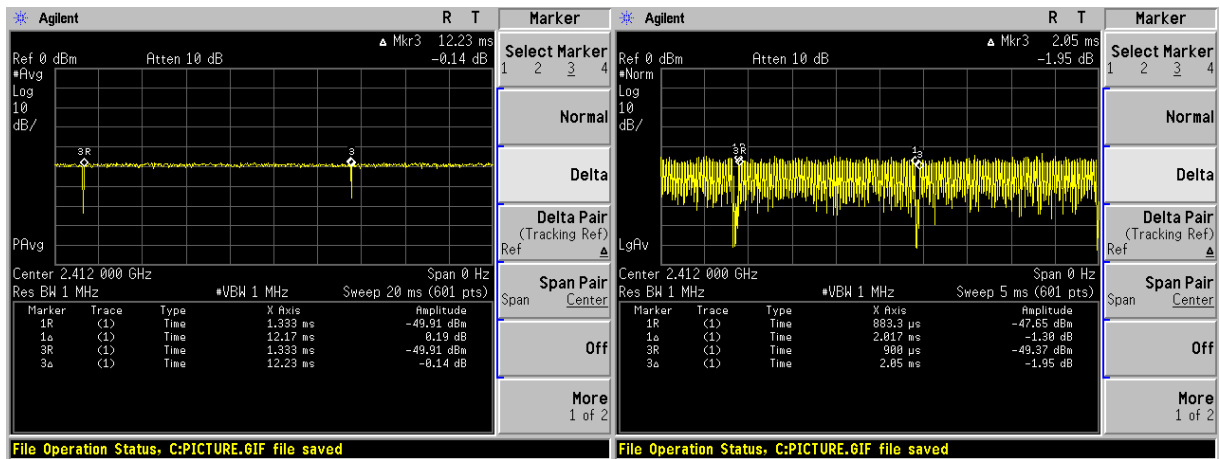 Agilent R T
Δ Mkr3 12.23 ms
Ref 0 dBm Atten 10 dB -0.14 dB
#Avg
Log
10
dB/
3R 3
PAvg
Center 2.412 000 GHz Span 0 Hz
Res BW 1 MHz #VBW 1 MHz Sweep 20 ms (601 pts)
Marker Trace Type X Axis Amplitude
1R (1) Time 1.333 ms -49.91 dBm
1Δ (1) Time 12.17 ms 0.19 dB
3R (1) Time 1.333 ms -49.91 dBm
3Δ (1) Time 12.23 ms -0.14 dB
File Operation Status, C:PICTURE.GIF file saved
Marker
Select Marker
1 2 3 4
Normal
Delta
Delta Pair
(Tracking Ref)
Ref Δ
Span Pair
Span Center
Off
More
1 of 2
Agilent R T
Δ Mkr3 2.05 ms
Ref 0 dBm Atten 10 dB -1.95 dB
#Norm
Log
10
dB/
3R 1 3
LgAv
Center 2.412 000 GHz Span 0 Hz
Res BW 1 MHz #VBW 1 MHz Sweep 5 ms (601 pts)
Marker Trace Type X Axis Amplitude
1R (1) Time 883.3 µs -47.65 dBm
1Δ (1) Time 2.017 ms -1.30 dB
3R (1) Time 900 µs -49.37 dBm
3Δ (1) Time 2.05 ms -1.95 dB
File Operation Status, C:PICTURE.GIF file saved
Marker
Select Marker
1 2 3 4
Normal
Delta
Delta Pair
(Tracking Ref)
Ref Δ
Span Pair
Span Center
Off
More
1 of 2